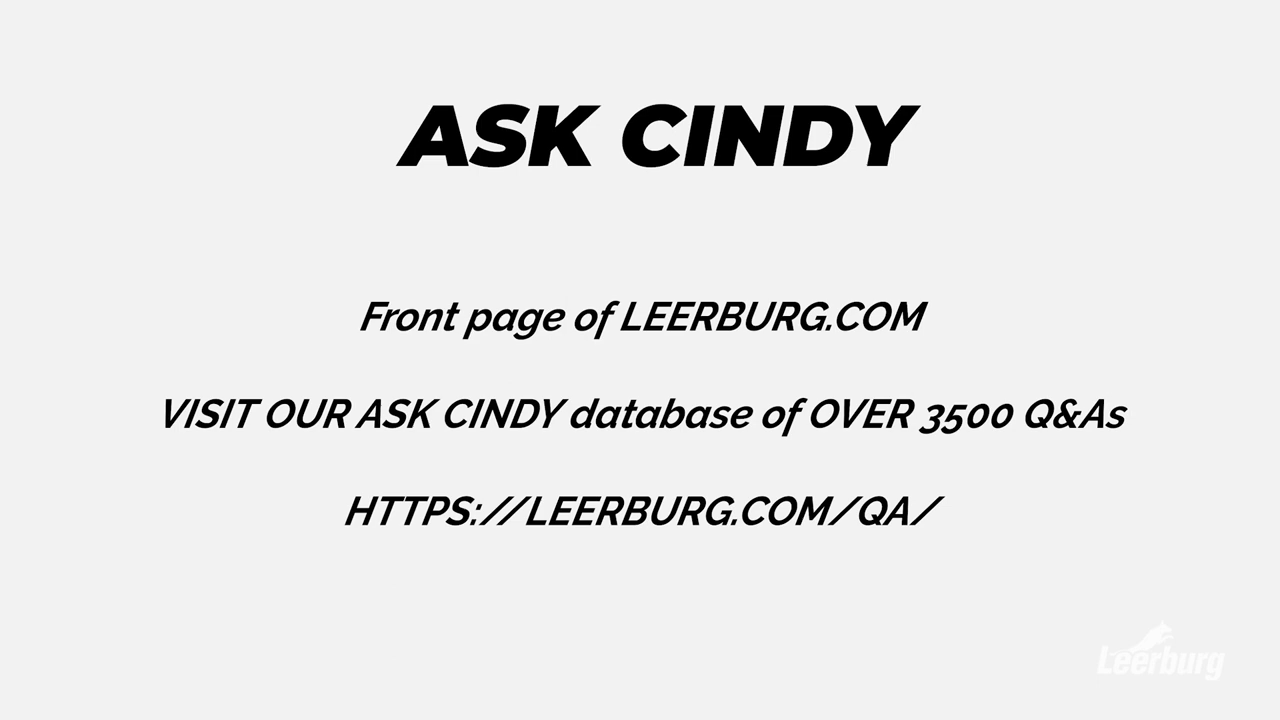 ASK CINDY
Front page of LEERBURG.COM
VISIT OUR ASK CINDY database of OVER 3500 Q&As
HTTPS://LEERBURG.COM/QA/
Leerburg